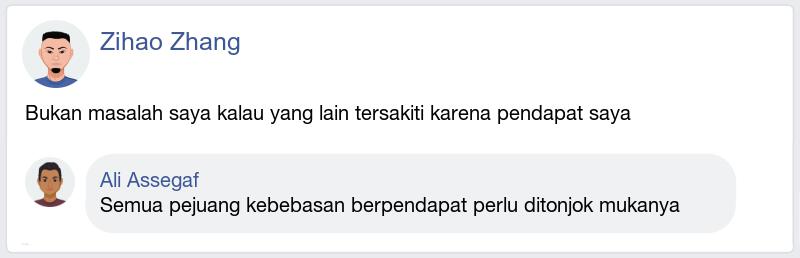 Zihao Zhang
Bukan masalah saya kalau yang lain tersakiti karena pendapat saya
Ali Assegaf
Semua pejuang kebebasan berpendapat perlu ditonjok mukanya